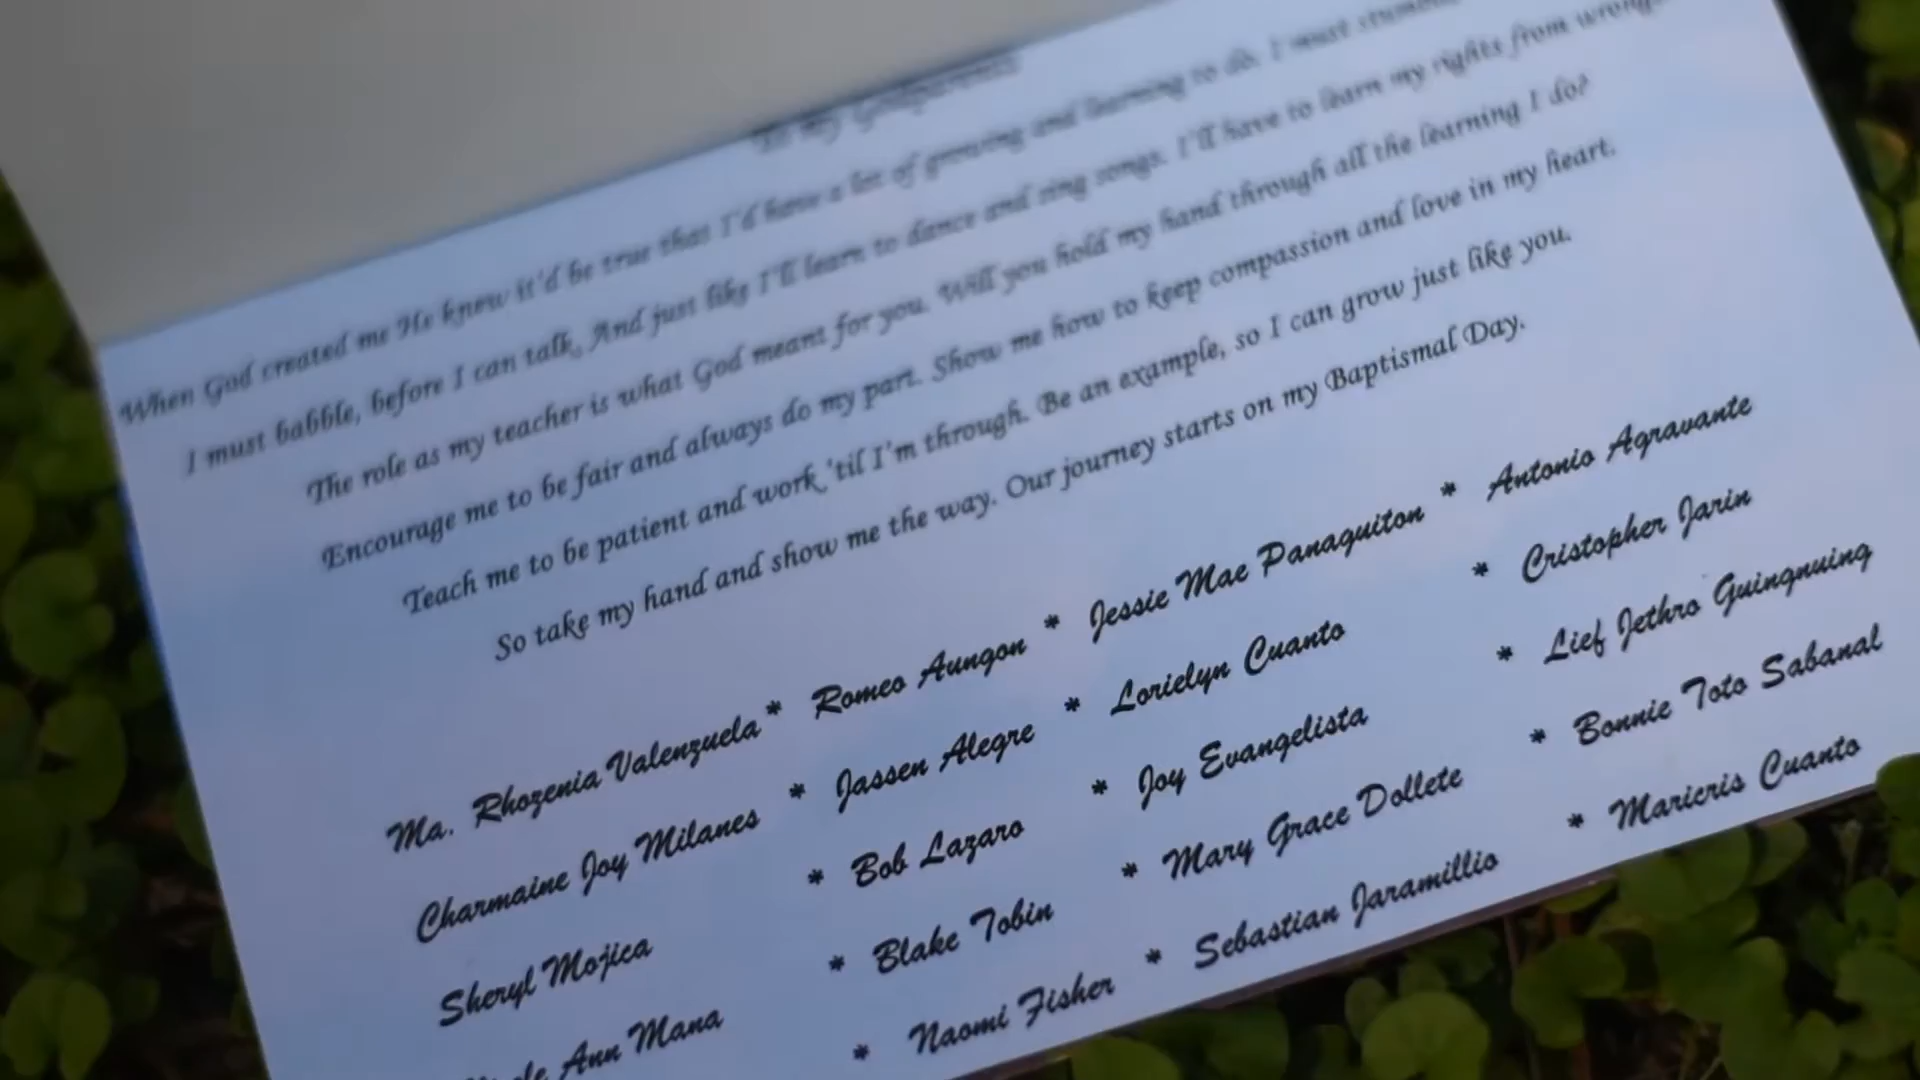 To my Godparents
When God created me He knew it'd be true that I'd have a lot of growing and learning to do. I must
I must babble, before I can talk, And just like I'll learn to dance and sing songs. I'll have to learn my rights from wrong
The role as my teacher is what God meant for you. Will you hold my hand through all the learning I do?
Encourage me to be fair and always do my part. Show me how to keep compassion and love in my heart.
Teach me to be patient and work 'til I'm through. Be an example, so I can grow just like you.
So take my hand and show me the way. Our journey starts on my Baptismal Day.
Ma. Rhozenia Valenzuela * Romeo Aungon * Jessie Mae Panaguiton * Antonio Agravante
Charmaine Joy Milanes * Jassen Alegre * Lorielyn Cuanto * Cristopher Jarin
Sheryl Mojica * Bob Lazaro * Joy Evangelista * Lief Jethro Guingnuing
Ann Mana * Blake Tobin * Mary Grace Dollete * Bonnie Toto Sabanal
* Naomi Fisher * Sebastian Jaramillio * Maricris Cuanto